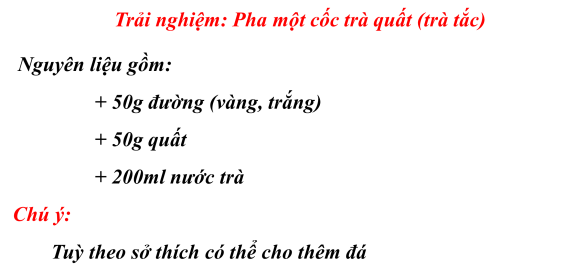 Trải nghiệm: Pha một cốc trà quất (trà tắc)
Nguyên liệu gồm:
+ 50g đường (vàng, trắng)
+ 50g quất
+ 200ml nước trà
Chú ý:
Tuỳ theo sở thích có thể cho thêm đá